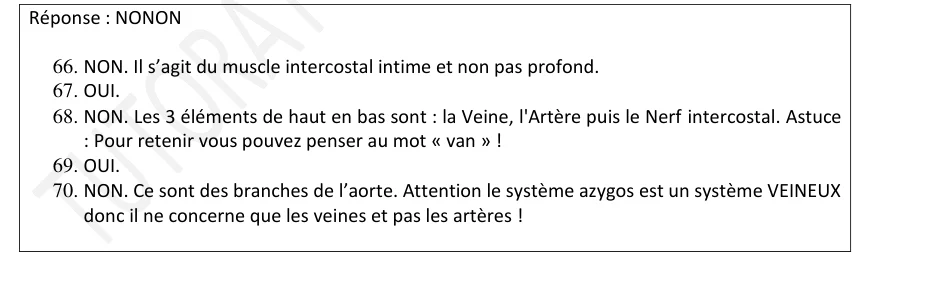 Réponse : NONON
66. NON. Il s’agit du muscle intercostal intime et non pas profond.
67. OUI.
68. NON. Les 3 éléments de haut en bas sont : la Veine, l'Artère puis le Nerf intercostal. Astuce
: Pour retenir vous pouvez penser au mot « van » !
69. OUI.
70. NON. Ce sont des branches de l’aorte. Attention le système azygos est un système VEINEUX
donc il ne concerne que les veines et pas les artères !
TUTORAT